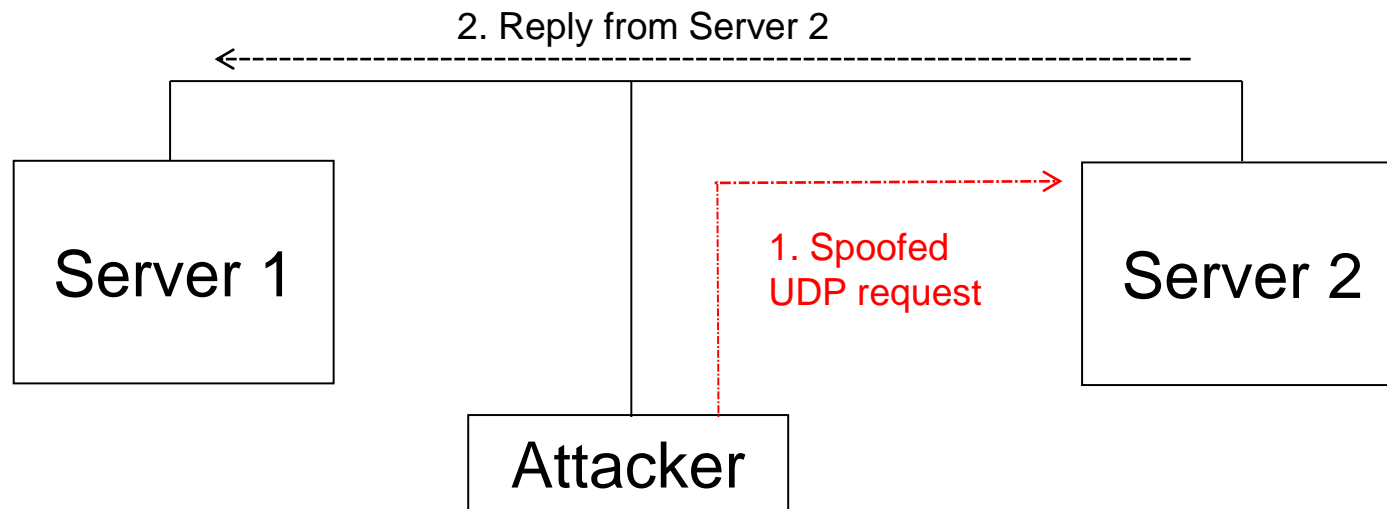 2. Reply from Server 2
Server 1
1. Spoofed
UDP request
Server 2
Attacker